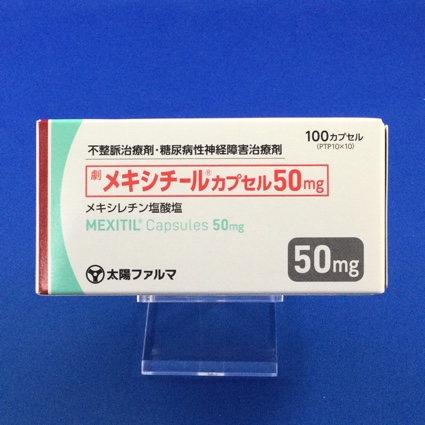 不整脈治療剤・糖尿病性神経障害治療剤
100カプセル
(PTP10×10)
劇 メキシチール®カプセル50mg
メキシレチン塩酸塩
MEXITIL® Capsules 50mg
50mg
太陽ファルマ